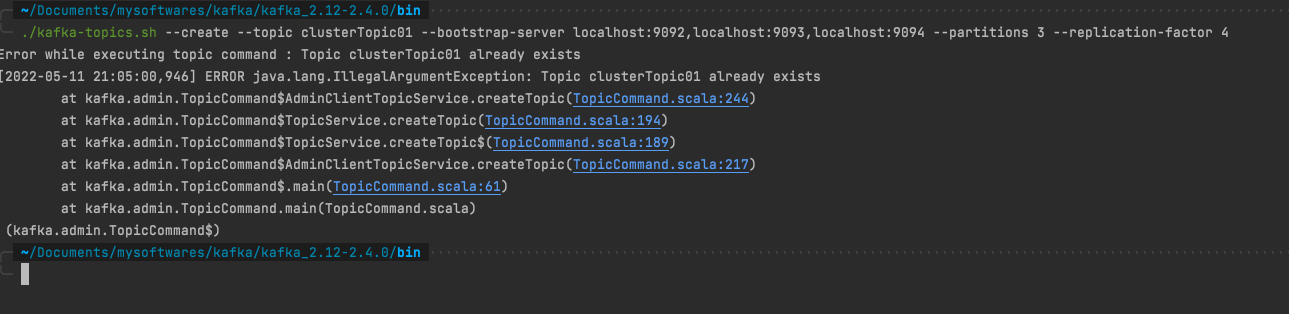 ~/Documents/mysoftwares/kafka/kafka_2.12-2.4.0/bin
./kafka-topics.sh --create --topic clusterTopic01 --bootstrap-server localhost:9092,localhost:9093,localhost:9094 --partitions 3 --replication-factor 4
Error while executing topic command : Topic clusterTopic01 already exists
[2022-05-11 21:05:00,946] ERROR java.lang.IllegalArgumentException: Topic clusterTopic01 already exists
at kafka.admin.TopicCommand$AdminClientTopicService.createTopic(TopicCommand.scala:244)
at kafka.admin.TopicCommand$TopicService.createTopic(TopicCommand.scala:194)
at kafka.admin.TopicCommand$TopicService.createTopic$(TopicCommand.scala:189)
at kafka.admin.TopicCommand$AdminClientTopicService.createTopic(TopicCommand.scala:217)
at kafka.admin.TopicCommand$.main(TopicCommand.scala:61)
at kafka.admin.TopicCommand.main(TopicCommand.scala)
(kafka.admin.TopicCommand$)
~/Documents/mysoftwares/kafka/kafka_2.12-2.4.0/bin